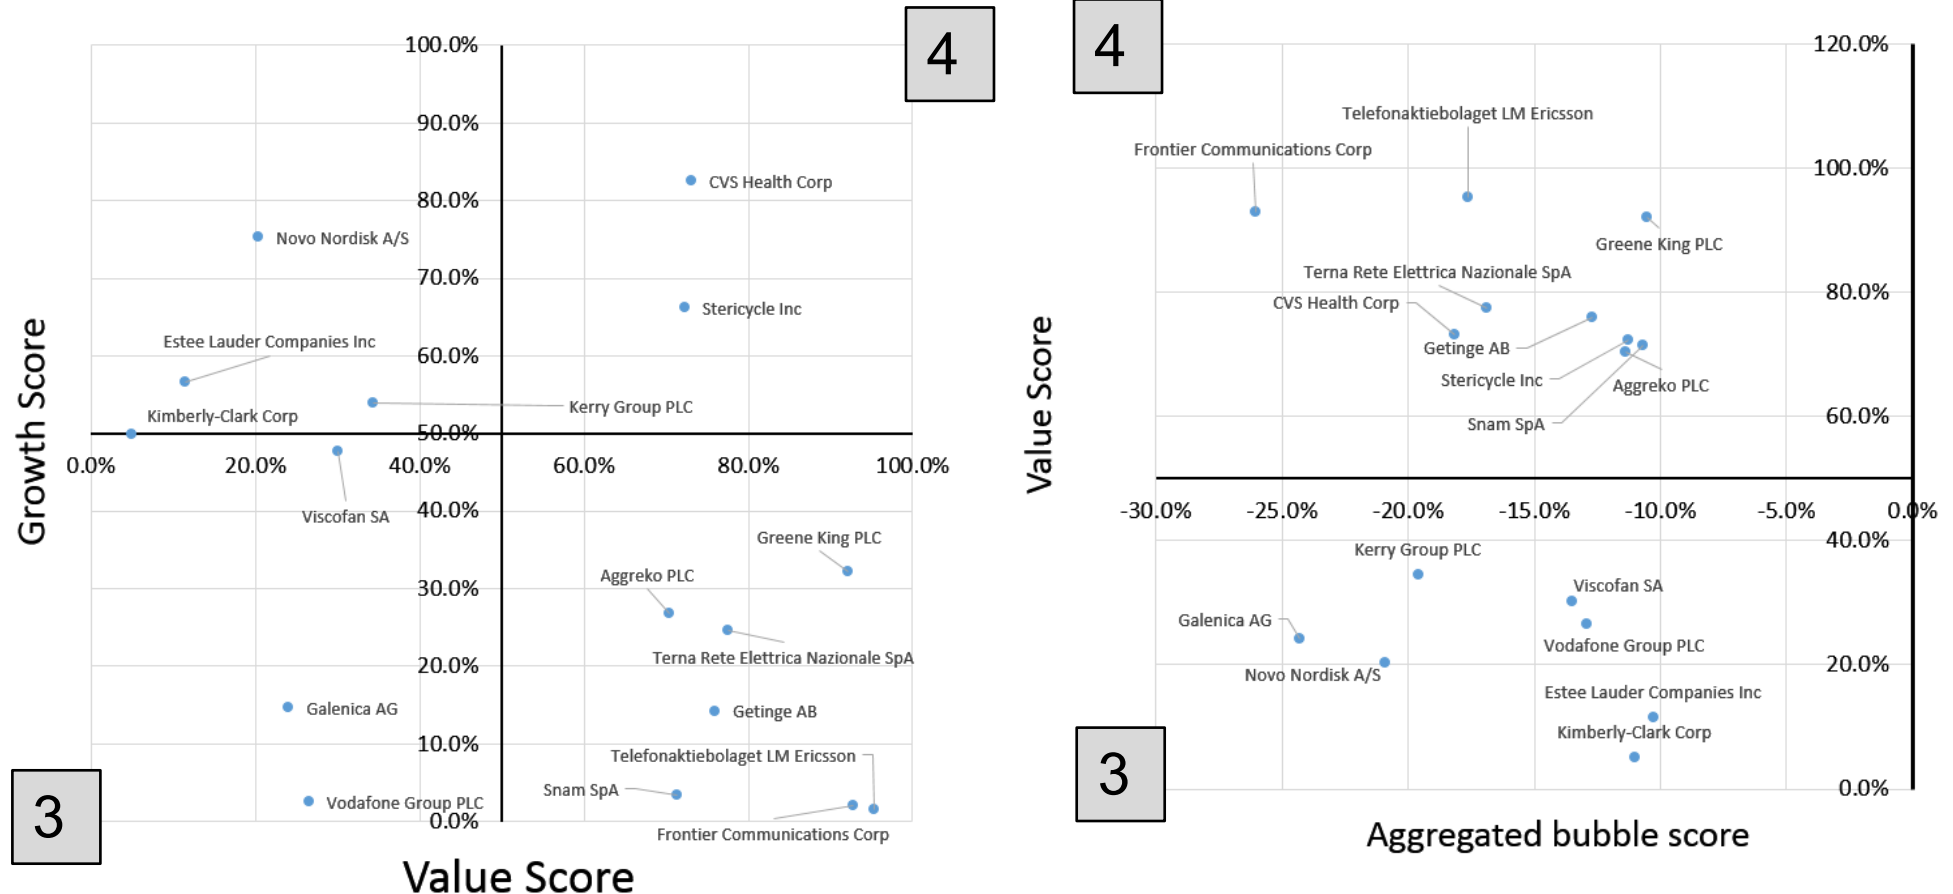 4
100.0%
90.0%
CVS Health Corp
80.0%
Novo Nordisk A/S
70.0%
Stericycle Inc
Estee Lauder Companies Inc
60.0%
Kimberly-Clark Corp
Kerry Group PLC
50.0%
0.0% 20.0% 40.0% 60.0% 80.0% 100.0%
Viscofan SA
40.0%
Greene King PLC
Aggreko PLC
30.0%
Terna Rete Elettrica Nazionale SpA
20.0%
Galenica AG
Getinge AB
10.0%
Telefonaktiebolaget LM Ericsson
Snam SpA
Vodafone Group PLC
0.0%
Frontier Communications Corp
3
Growth Score
Value Score
4
120.0%
Telefonaktiebolaget LM Ericsson
Frontier Communications Corp
100.0%
Greene King PLC
Terna Rete Elettrica Nazionale SpA
80.0%
CVS Health Corp
Getinge AB
Stericycle Inc
Aggreko PLC
60.0%
Snam SpA
-30.0% -25.0% -20.0% -15.0% -10.0% -5.0% 0.0%
40.0%
Kerry Group PLC
Viscofan SA
Galenica AG
Vodafone Group PLC
20.0%
Novo Nordisk A/S
Estee Lauder Companies Inc
Kimberly-Clark Corp
0.0%
3
Value Score
Aggregated bubble score